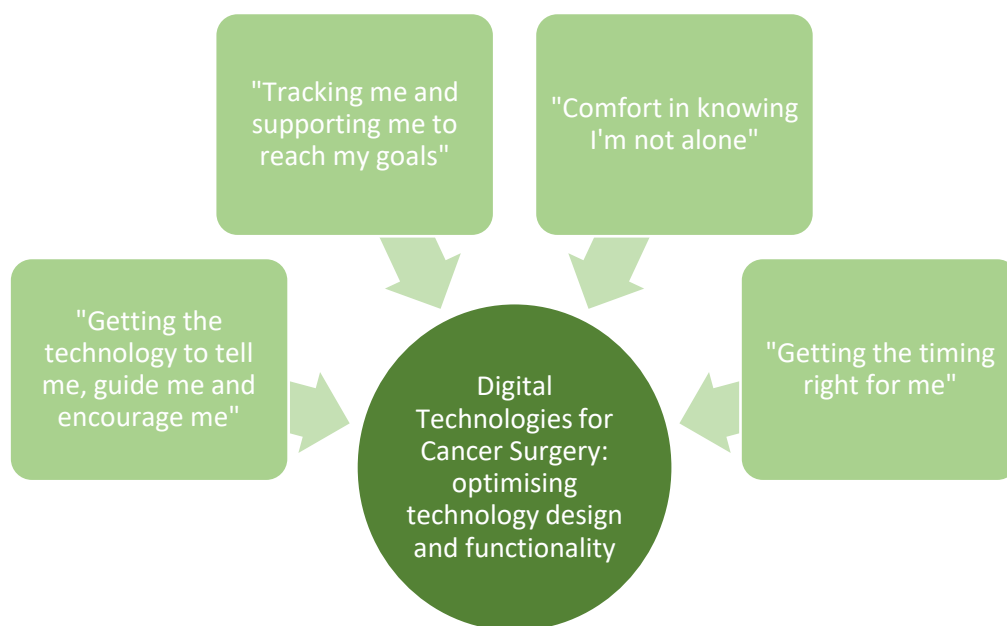 "Getting the
technology to tell
me, guide me and
encourage me"
"Tracking me and
supporting me to
reach my goals"
"Comfort in knowing
I'm not alone"
"Getting the timing
right for me"
Digital
Technologies for
Cancer Surgery:
optimising
technology design
and functionality